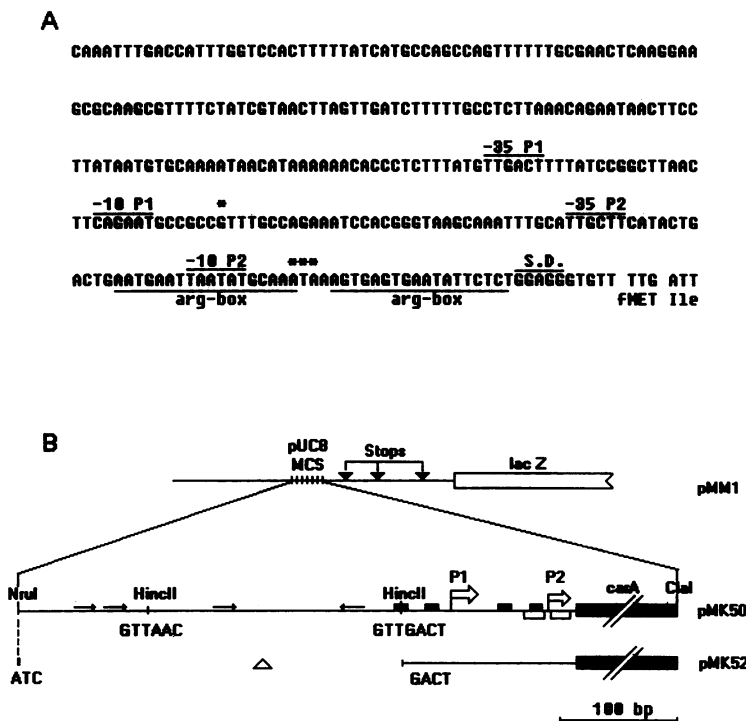 A
CAAATTTGACCATTTGGTCCACTTTTTATCATGCCAGCCAGTTTTTTGCGAACTCAAGGAA
GCGCAAGCGTTTTCTATCGTAACTTAGTTGATCTTTTTGCCTCTTAAACAGAATAACTTCC
-35 P1
TTATAATGTGCAAAATAACATAAAAAACACCCTCTTTATGTTGACTTTTATCCGGCTTAAC
-10 P1 * -35 P2
TTCAGAATGCCGCCGTTTGCCAGAAATCCACGGGTAAGCAAATTTGCATTGCTTCATACTG
-10 P2 *** S.D.
ACTGAATGAATTAATATGCAAATAAAGTGAGTGAATATTCTCTGGAGGGTGTT TTG ATT
arg-box arg-box fMET Ile
B
pUC8 MCS Stops lac Z
pMM1
NruI HincII HincII P1 P2 carA ClaI
pMK50
GTTAAC GTTGACT
ATC GACT pMK52
100 bp